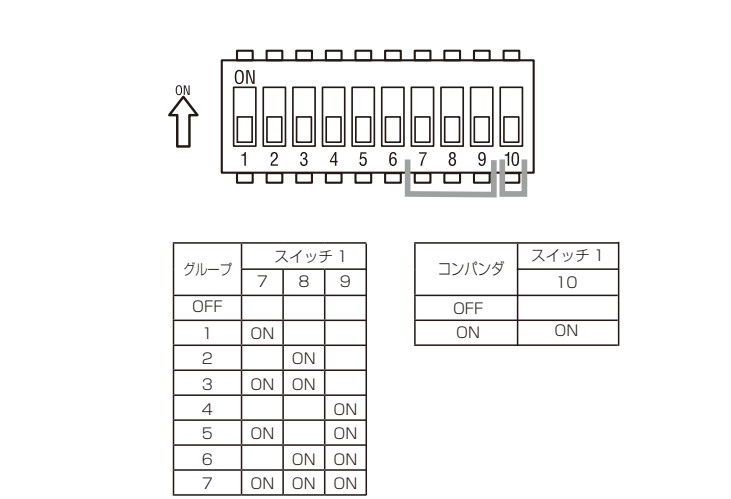 ON
ON
1 2 3 4 5 6 7 8 9 10
グループ スイッチ 1
7 8 9
OFF
1 ON
2 ON
3 ON ON
4 ON
5 ON ON
6 ON ON
7 ON ON ON
コンパンダ スイッチ 1
10
OFF
ON ON